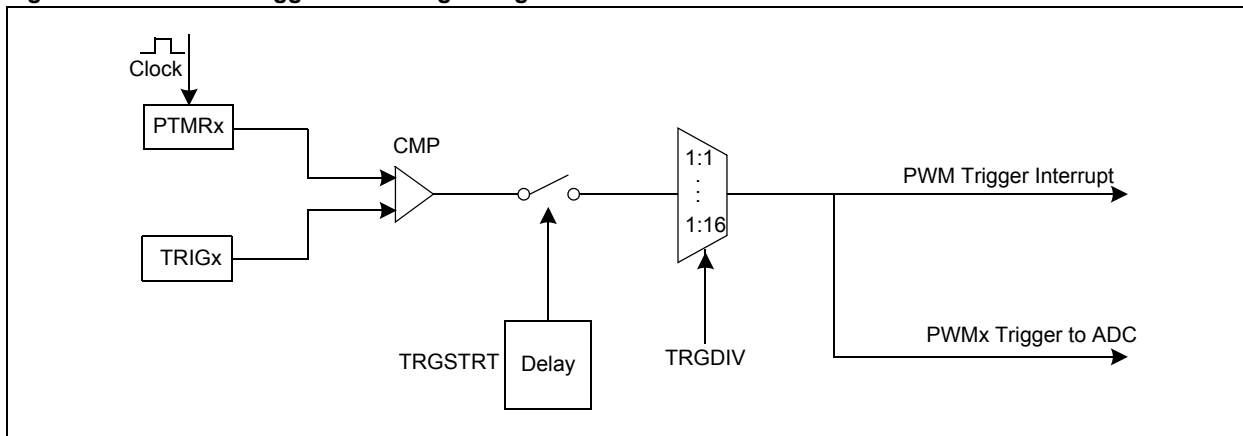 Clock
PTMRx
CMP
1:1
⋮
1:16
PWM Trigger Interrupt
TRIGx
TRGSTRT
Delay
TRGDIV
PWMx Trigger to ADC